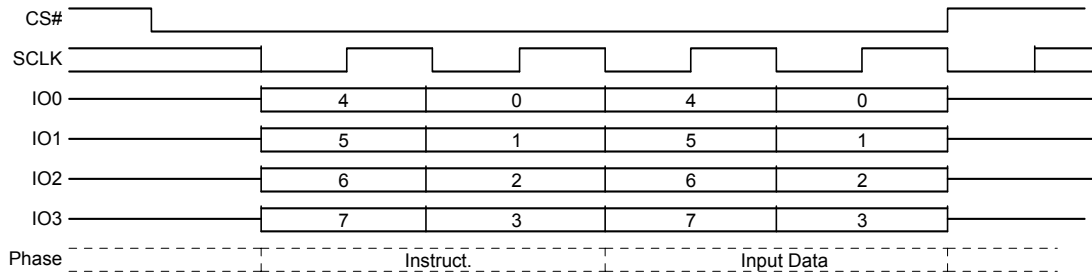 CS#
SCLK
IO0 4 0 4 0
IO1 5 1 5 1
IO2 6 2 6 2
IO3 7 3 7 3
Phase Instruct. Input Data